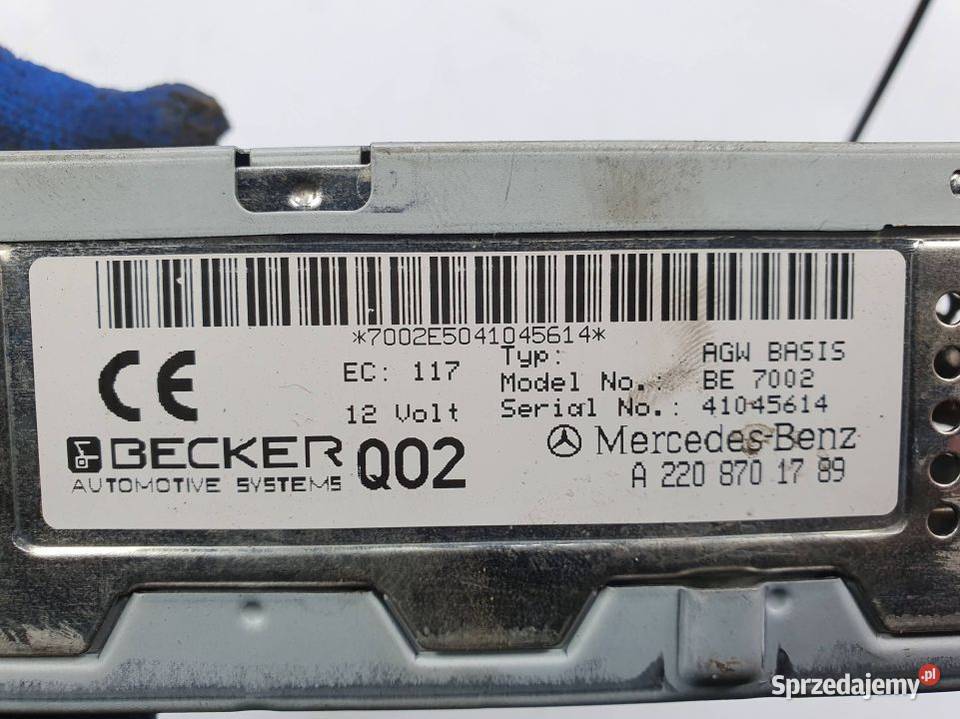 *7002E5041045614*
CE
EC: 117
12 Volt
Typ: AGW BASIS
Model No.: BE 7002
Serial No.: 41045614
BECKER
AUTOMOTIVE SYSTEMS
Q02
Mercedes-Benz
A 220 870 17 89
Sprzedajemy.pl